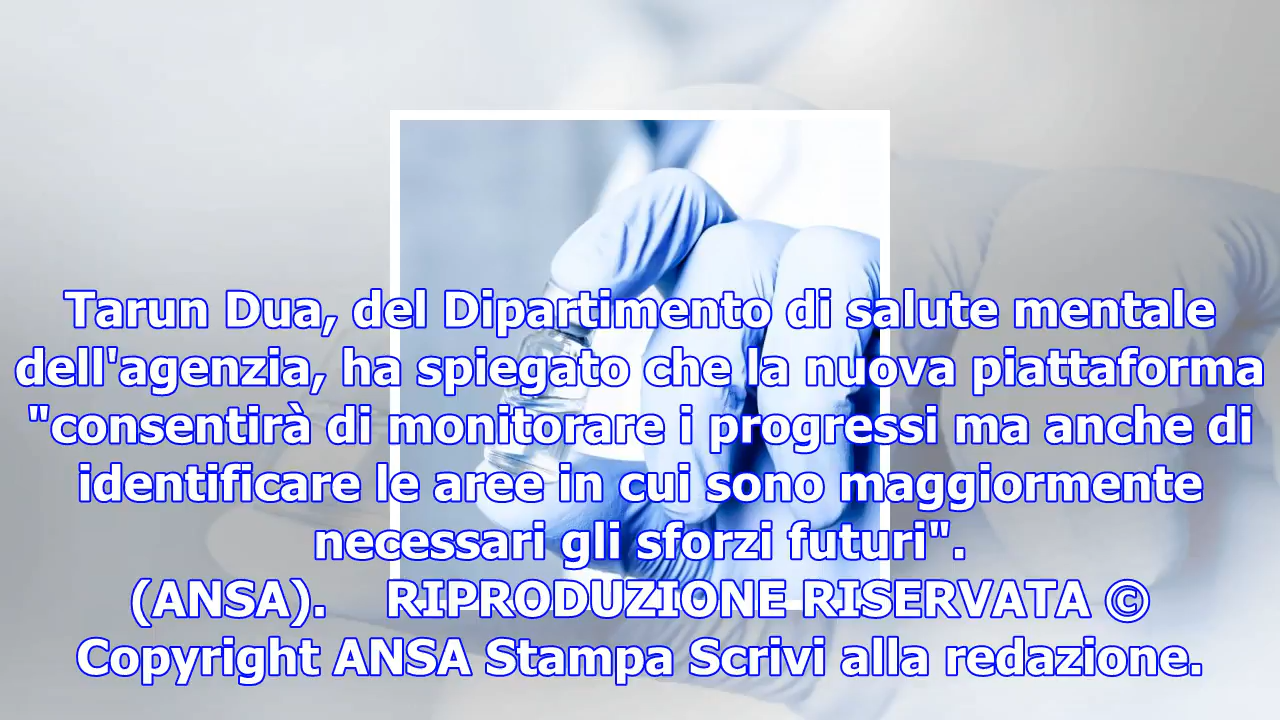 Tarun Dua, del Dipartimento di salute mentale
dell'agenzia, ha spiegato che la nuova piattaforma
"consentirà di monitorare i progressi ma anche di
identificare le aree in cui sono maggiormente
necessari gli sforzi futuri".
(ANSA).    RIPRODUZIONE RISERVATA ©
Copyright ANSA Stampa Scrivi alla redazione.